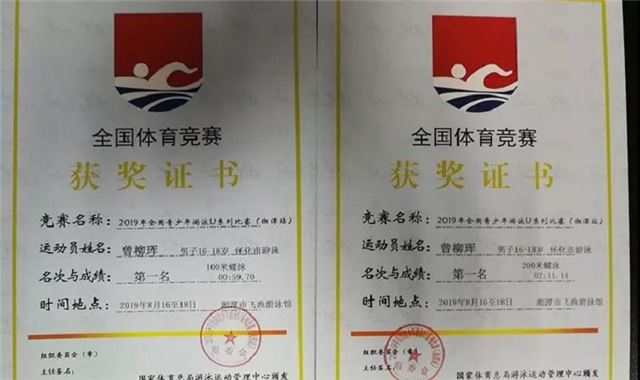 全国体育竞赛
获奖证书
竞赛名称：2019年全国青少年游泳U系列比赛（湘潭站）
运动员姓名：曾柳珲 男子16-18岁 怀化市游泳
名次与成绩：第一名 100米蝶泳 00:59.70
时间地点：2019年8月16至18日 湘潭市飞渔游泳馆
组织委员会（章）
主任签名：
国家体育总局游泳运动管理中心颁发
全国体育竞赛
获奖证书
竞赛名称：2019年全国青少年游泳U系列比赛（湘潭站）
运动员姓名：曾柳珲 男子16-18岁 怀化市游泳
名次与成绩：第一名 200米蝶泳 02:11.14
时间地点：2019年8月16至18日 湘潭市飞渔游泳馆
组织委员会（章）
主任签名：
国家体育总局游泳运动管理中心颁发